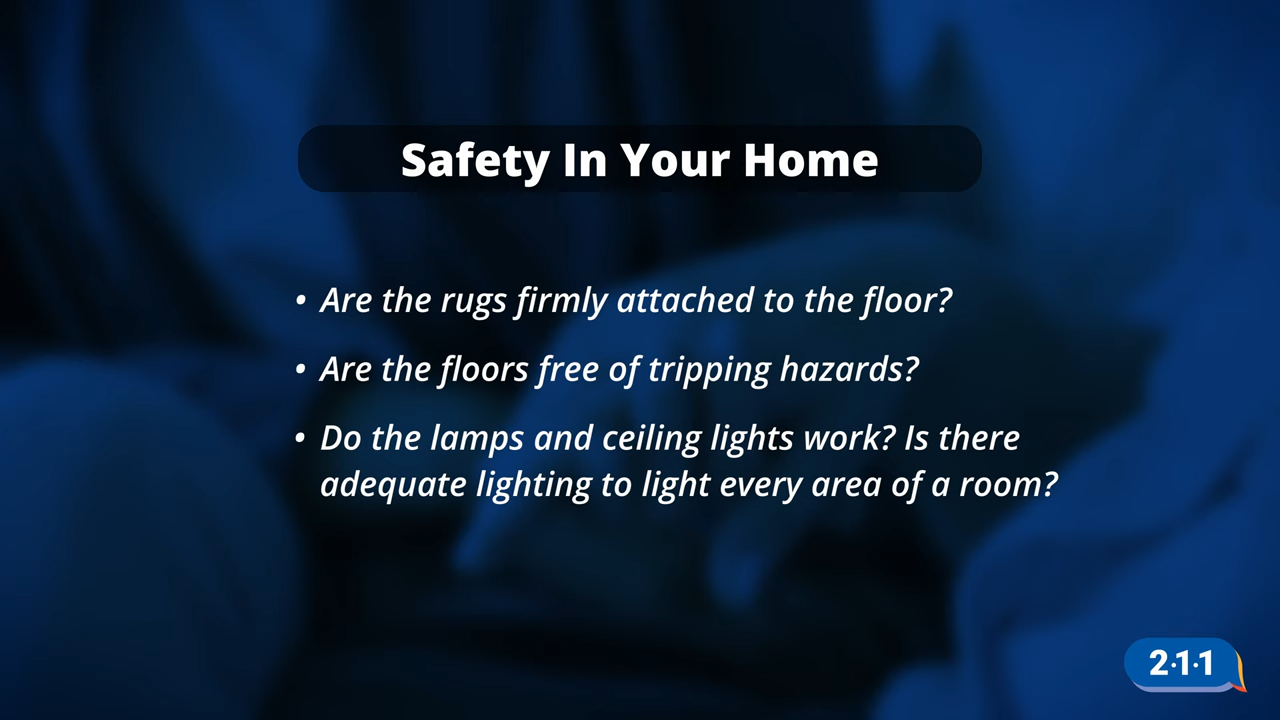 Safety In Your Home
• Are the rugs firmly attached to the floor?
• Are the floors free of tripping hazards?
• Do the lamps and ceiling lights work? Is there
adequate lighting to light every area of a room?
2·1·1